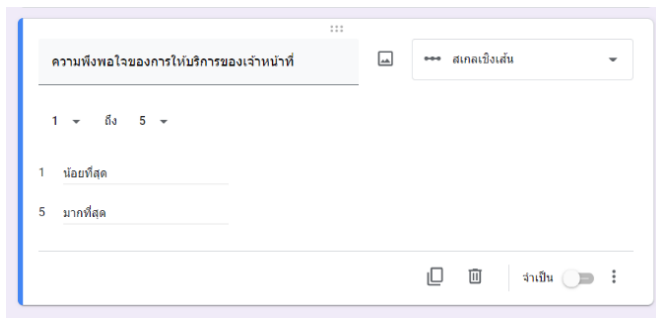 ความพึงพอใจของการให้บริการของเจ้าหน้าที่
สเกลเชิงเส้น
1 ถึง 5
1 น้อยที่สุด
5 มากที่สุด
จำเป็น